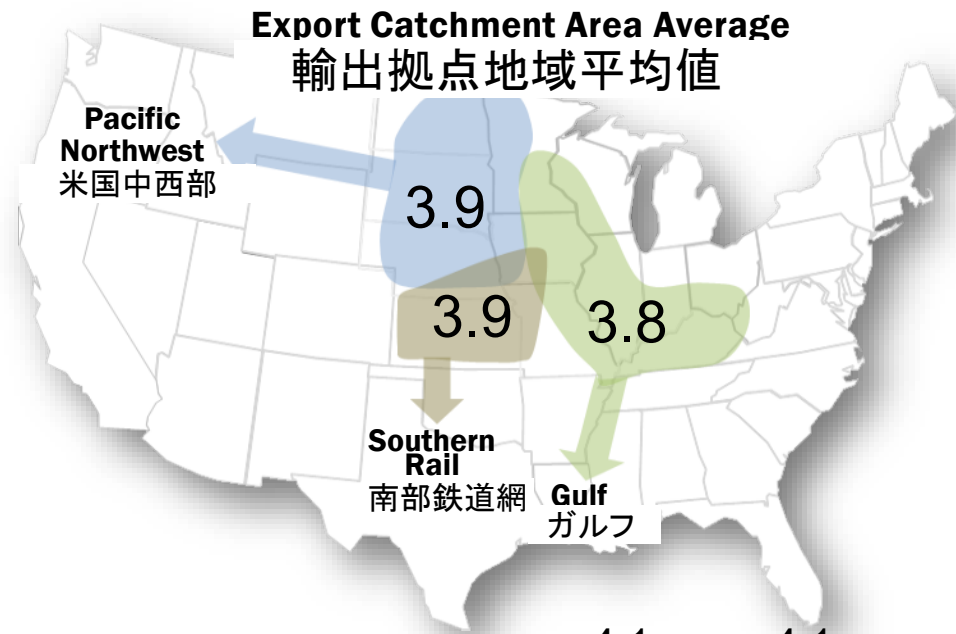 Export Catchment Area Average
輸出拠点地域平均値
Pacific
Northwest
米国中西部
3.9
3.9
3.8
Southern
Rail
南部鉄道網
Gulf
ガルフ